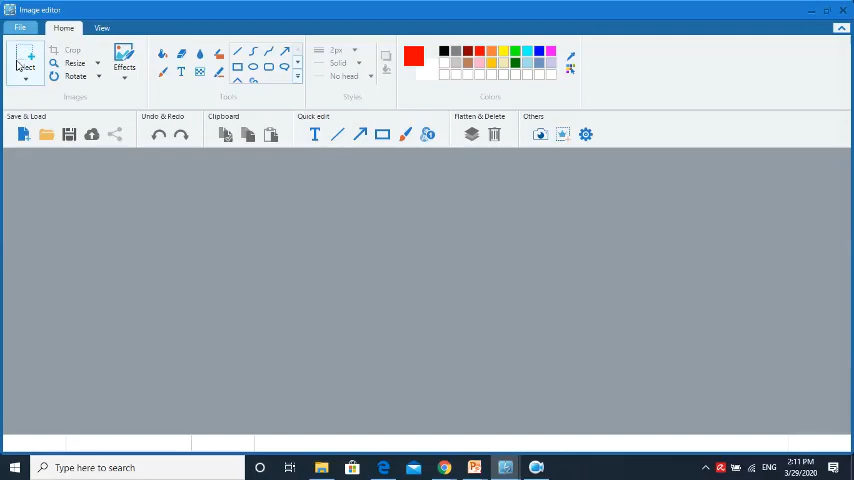 Image editor
File Home View
Crop
Resize
Rotate
Effects
2px
Solid
No head
Images Tools Styles Colors
Save & Load Undo & Redo Clipboard Quick edit Flatten & Delete Others
Type here to search
ENG
2:11 PM
3/29/2020